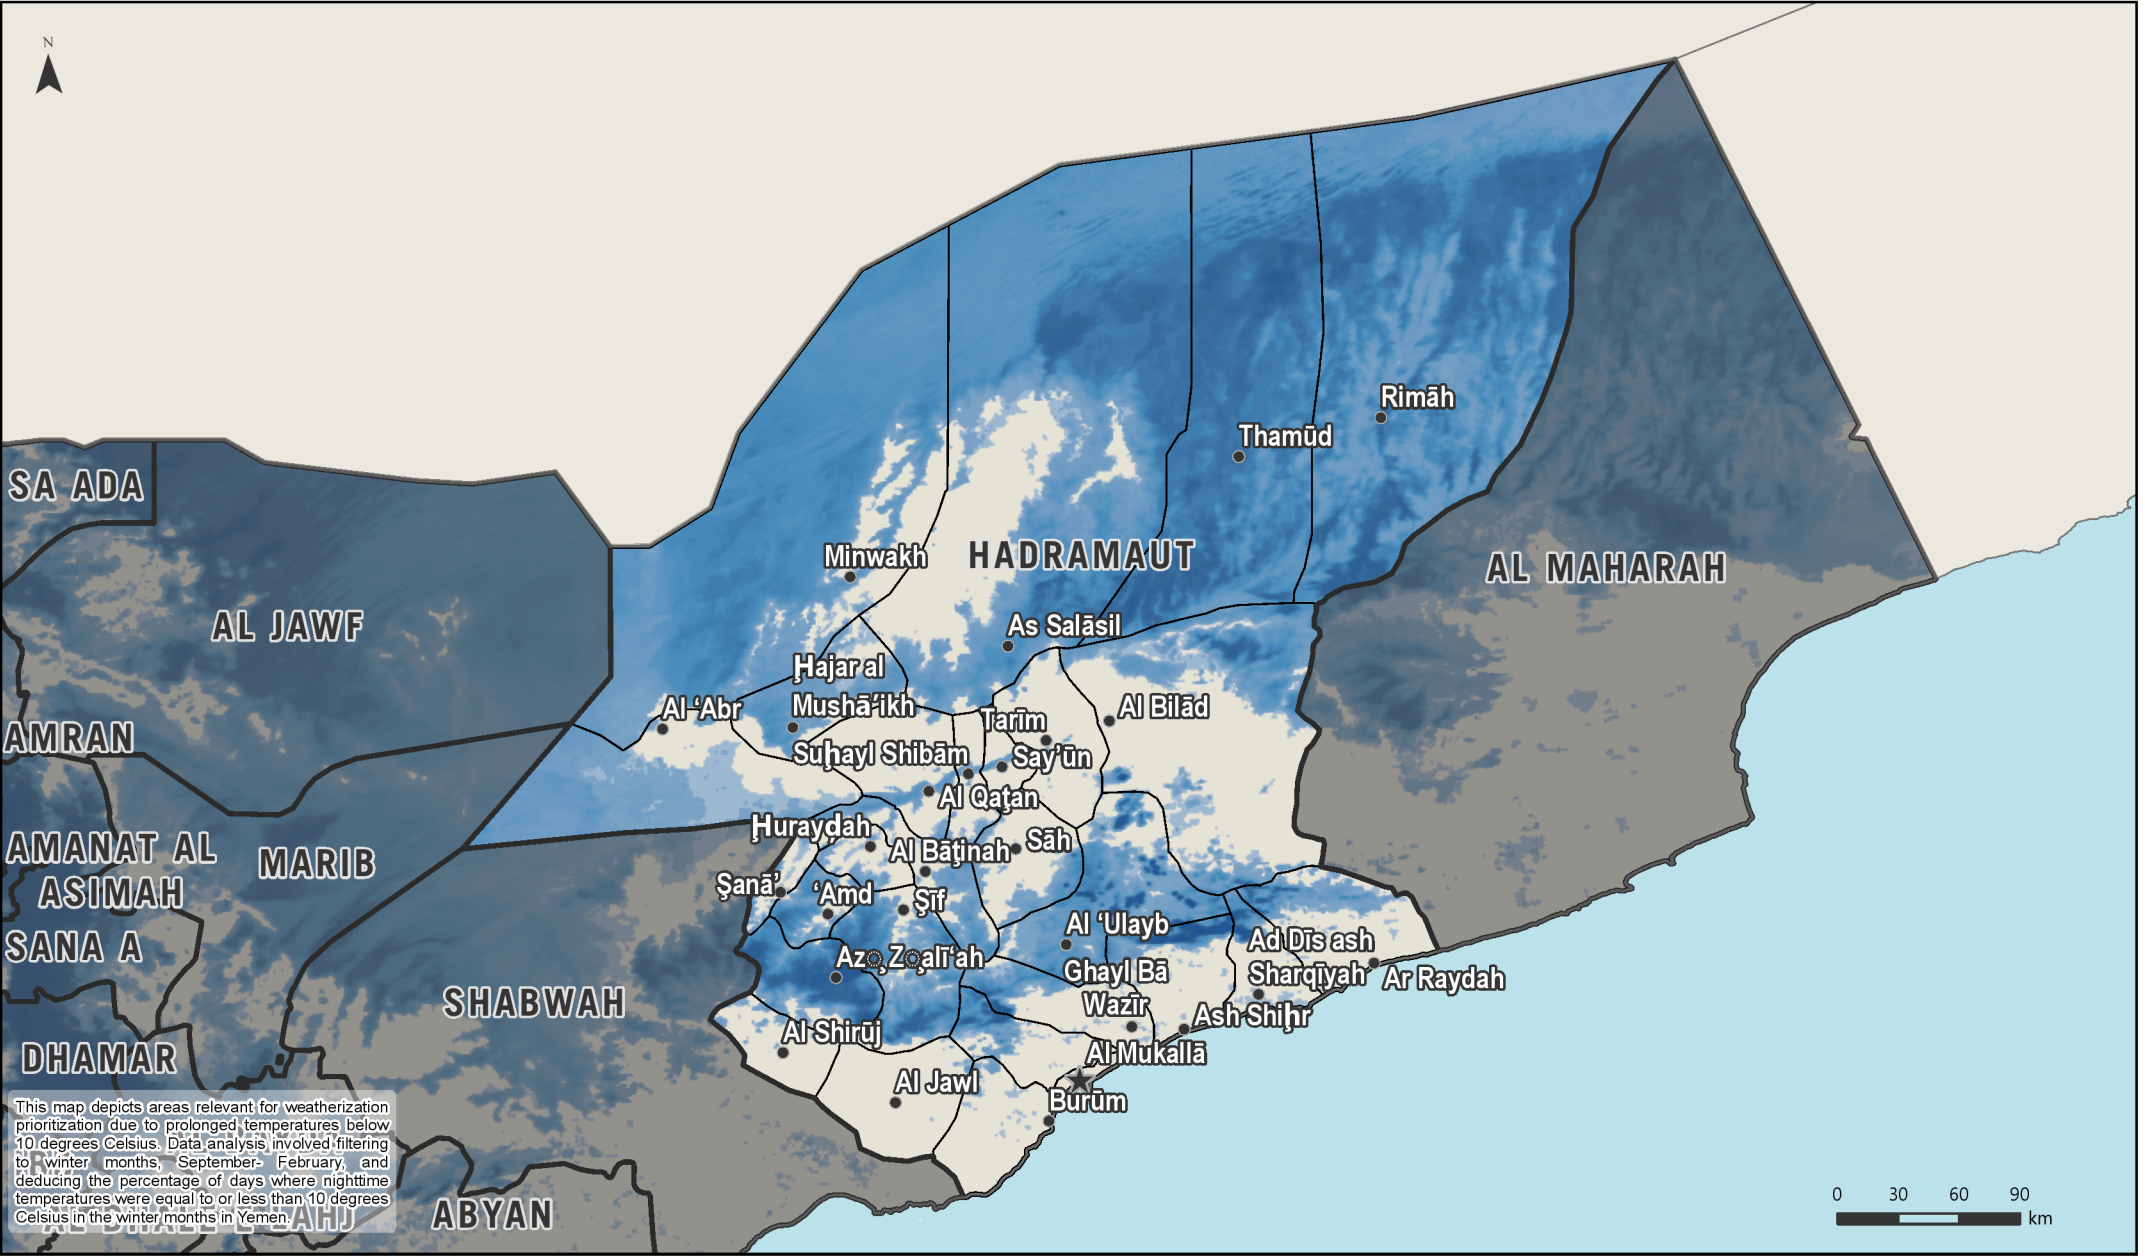 N
Rimāh
Thamūd
SA ADA
Minwakh
HADRAMAUT
AL MAHARAH
AL JAWF
As Salāsil
Ḩajar al
Mushā‘ikh
Al ‘Abr
Al Bilād
Tarīm
AMRAN
Suḩayl Shibām
Say’ūn
Al Qaţan
Ḩurayḑah
Sāh
AMANAT AL
ASIMAH
MARIB
Al Bāţinah
Şanā’
‘Amd
Şīf
Al ‘Ulayb
SANA A
Ad Dīs ash
Sharqīyah
Az̧ Z̧alī‘ah
Ghayl Bā
Wazīr
Ar Raydah
SHABWAH
Ash Shiḩr
Al Shirūj
DHAMAR
Al Mukallā
Al Jawl
Burūm
This map depicts areas relevant for weatherization
prioritization due to prolonged temperatures below
10 degrees Celsius. Data analysis involved filtering
to winter months, September- February, and
deducing the percentage of days where nighttime
temperatures were equal to or less than 10 degrees
Celsius in the winter months in Yemen.
LAHJ
ABYAN
0 30 60 90
km